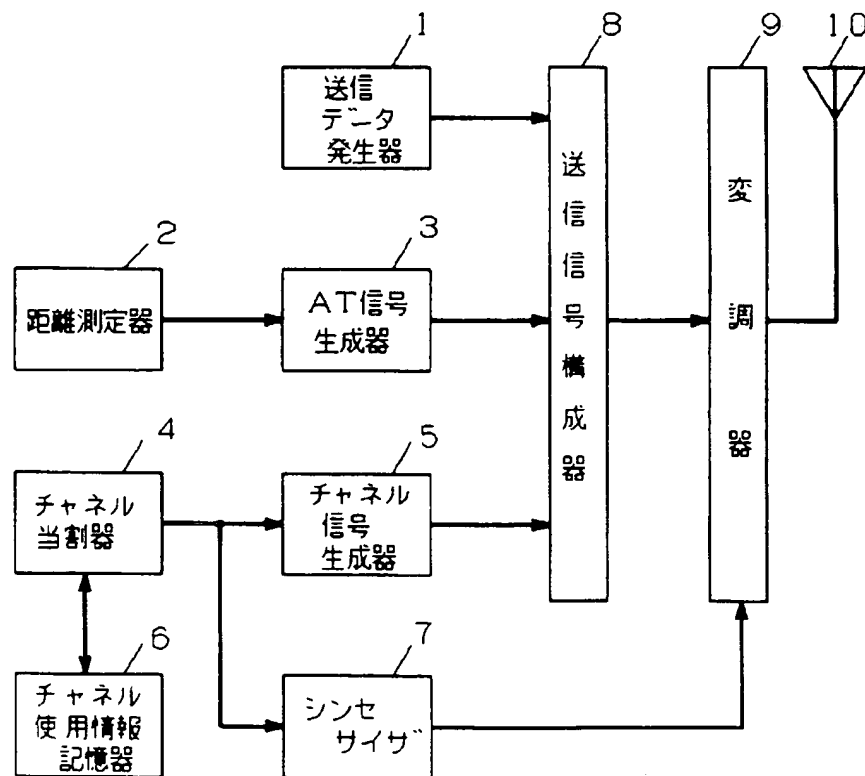 1
8
9
10
送信
データ
発生器
2
3
距離測定器
AT信号
生成器
4
5
チャネル
当割器
チャネル
信号
生成器
6
7
チャネル
使用情報
記憶器
シンセ
サイザ
送信信号構成器
変調器